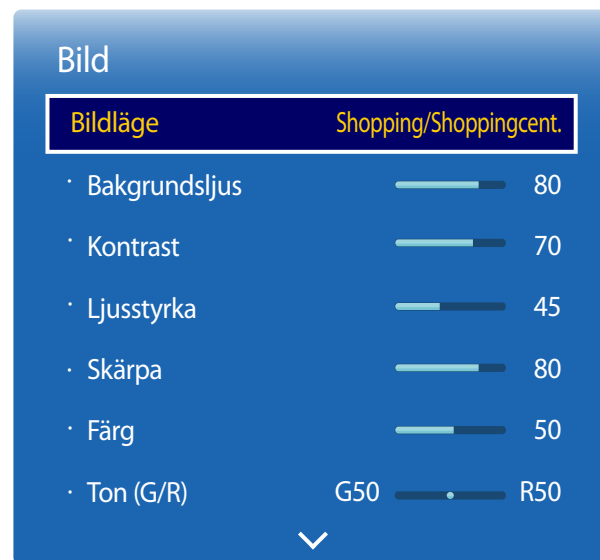 Bild
Bildläge Shopping/Shoppingcent.
· Bakgrundsljus 80
· Kontrast 70
· Ljusstyrka 45
· Skärpa 80
· Färg 50
· Ton (G/R) G50 R50